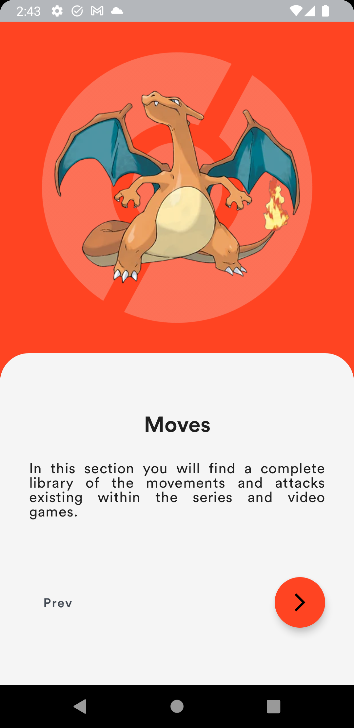 2:43
Moves
In this section you will find a complete
library of the movements and attacks
existing within the series and video
games.
Prev